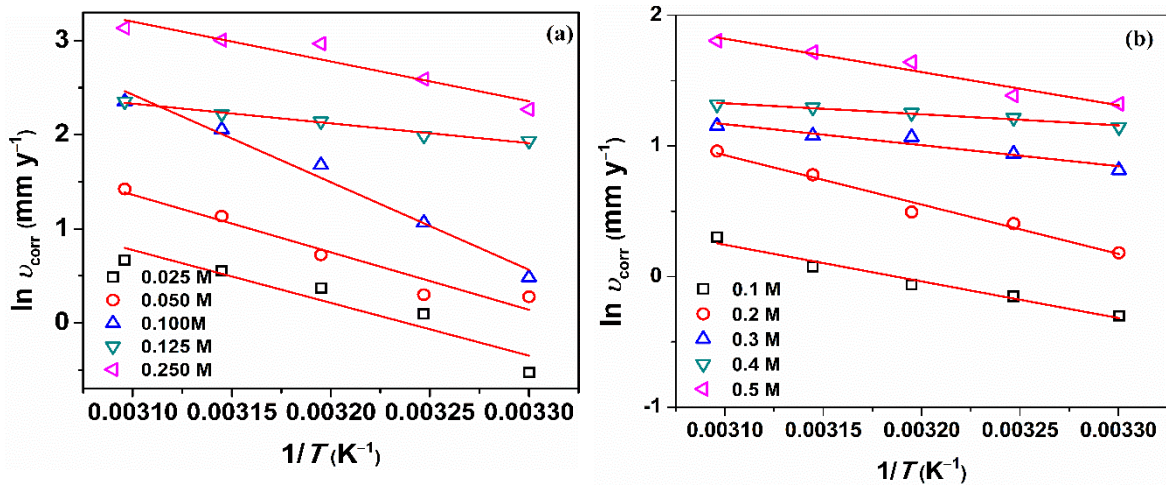 (a)
3
2
1
0
ln υcorr (mm y⁻¹)
0.025 M
0.050 M
0.100M
0.125 M
0.250 M
0.00310 0.00315 0.00320 0.00325 0.00330
1/T (K⁻¹)
(b)
2
1
0
-1
ln υcorr (mm y⁻¹)
0.1 M
0.2 M
0.3 M
0.4 M
0.5 M
0.00310 0.00315 0.00320 0.00325 0.00330
1/T (K⁻¹)